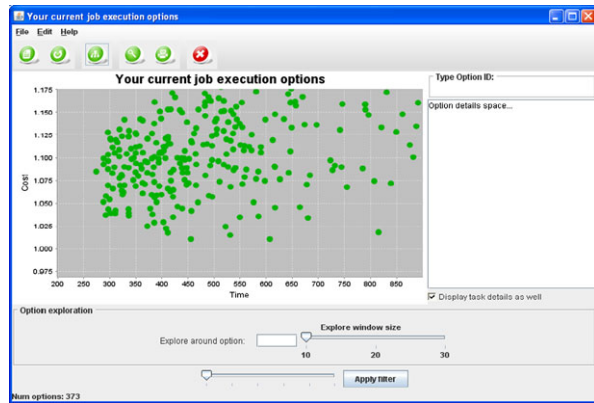 Your current job execution options
File Edit Help
Your current job execution options
Type Option ID:
Option details space...
1.175
1.150
1.125
1.100
1.075
1.050
1.025
1.000
0.975
Cost
200 250 300 350 400 450 500 550 600 650 700 750 800 850
Time
Display task details as well
Option exploration
Explore window size
Explore around option:
10 20 30
Apply filter
Num options: 373